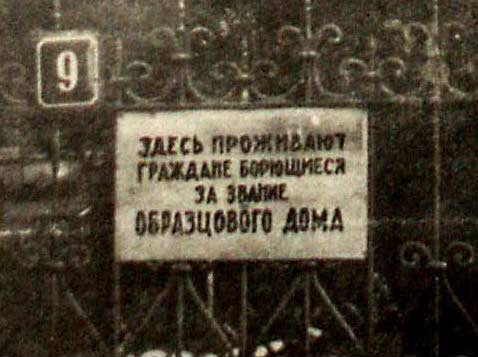 9
ЗДЕСЬ ПРОЖИВАЮТ
ГРАЖДАНЕ БОРЮЩИЕСЯ
ЗА ЗВАНИЕ
ОБРАЗЦОВОГО ДОМА